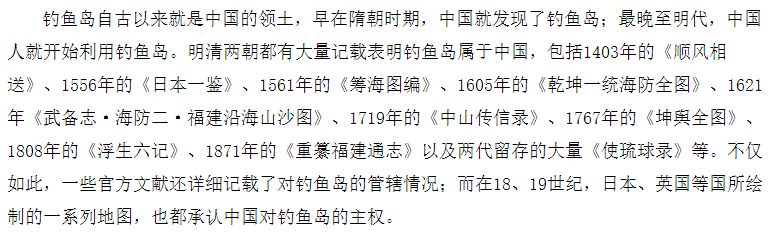 钓鱼岛自古以来就是中国的领土，早在隋朝时期，中国就发现了钓鱼岛；最晚至明代，中国
人就开始利用钓鱼岛。明清两朝都有大量记载表明钓鱼岛属于中国，包括1403年的《顺风相
送》、1556年的《日本一鉴》、1561年的《筹海图编》、1605年的《乾坤一统海防全图》、1621
年《武备志·海防二·福建沿海山沙图》、1719年的《中山传信录》、1767年的《坤舆全图》、
1808年的《浮生六记》、1871年的《重纂福建通志》以及两代留存的大量《使琉球录》等。不仅
如此，一些官方文献还详细记载了对钓鱼岛的管辖情况；而在18、19世纪，日本、英国等国所绘
制的一系列地图，也都承认中国对钓鱼岛的主权。